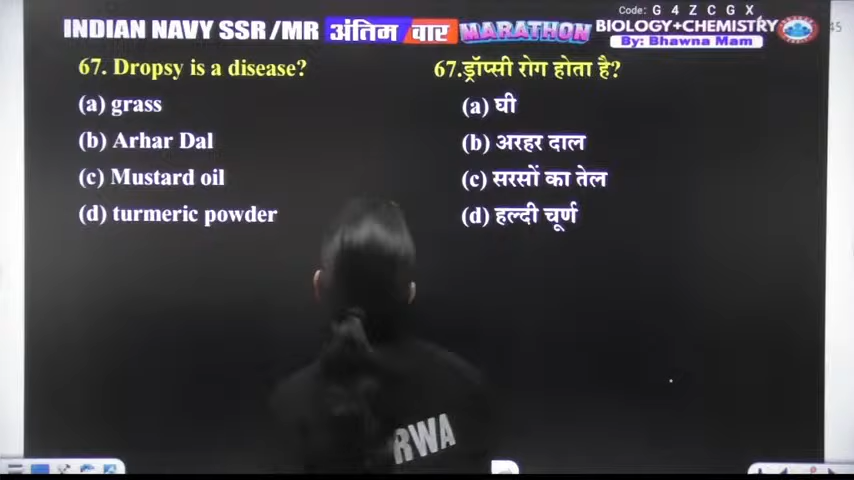 Code: G 4 Z C G X
INDIAN NAVY SSR/MR अंतिम वार MARATHON BIOLOGY+CHEMISTRY
By: Bhawna Mam
45
67. Dropsy is a disease?
(a) grass
(b) Arhar Dal
(c) Mustard oil
(d) turmeric powder
67.ड्रॉप्सी रोग होता है?
(a) घी
(b) अरहर दाल
(c) सरसों का तेल
(d) हल्दी चूर्ण
RWA